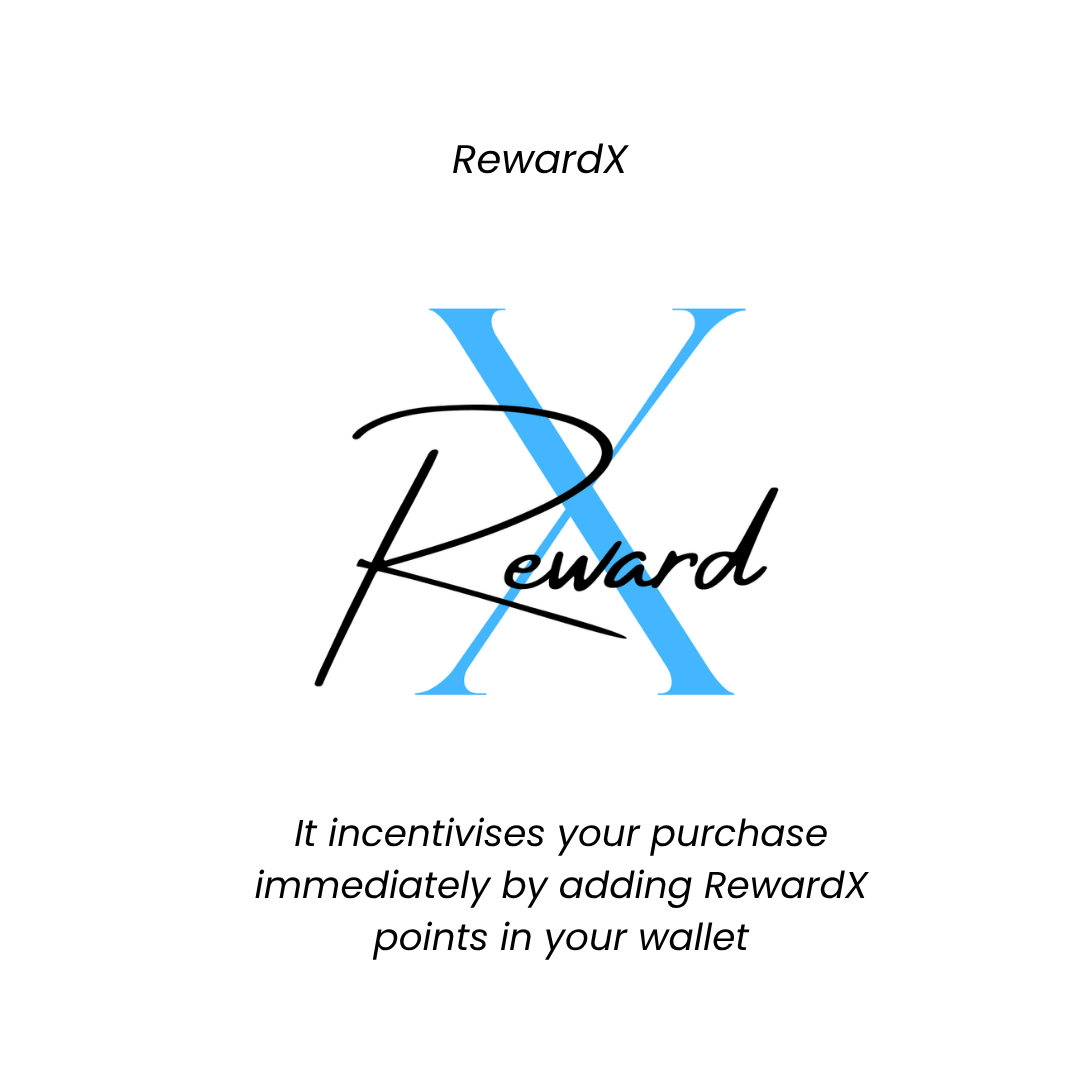 RewardX
X
Reward
It incentivises your purchase
immediately by adding RewardX
points in your wallet